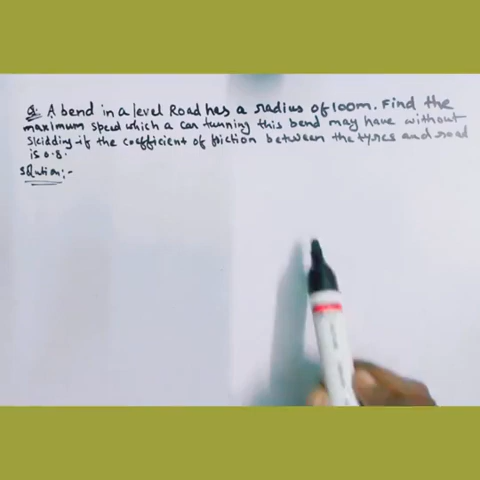 Q:- A bend in a level Road has a radius of 100m. Find the
maximum speed which a car turning this bend may have without
skidding if the coefficient of friction between the tyres and road
is 0.8.
sOution:-